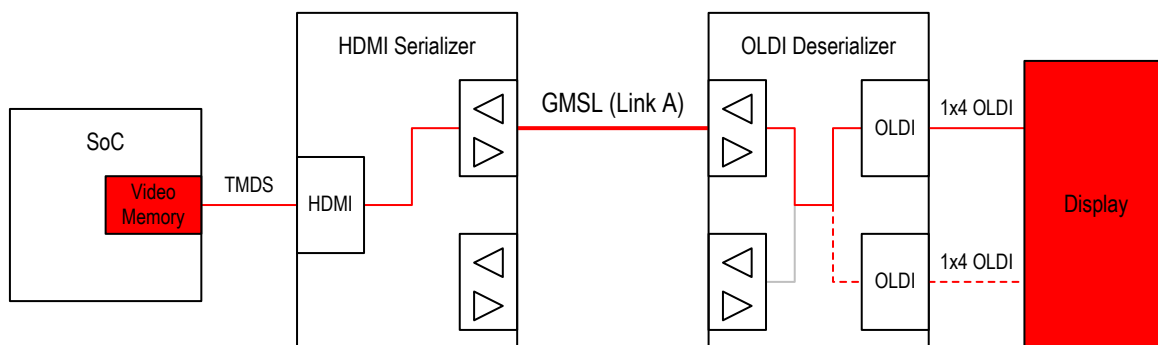 HDMI Serializer
OLDI Deserializer
GMSL (Link A)
1x4 OLDI
SoC
OLDI
Video
Memory
TMDS
HDMI
Display
1x4 OLDI
OLDI